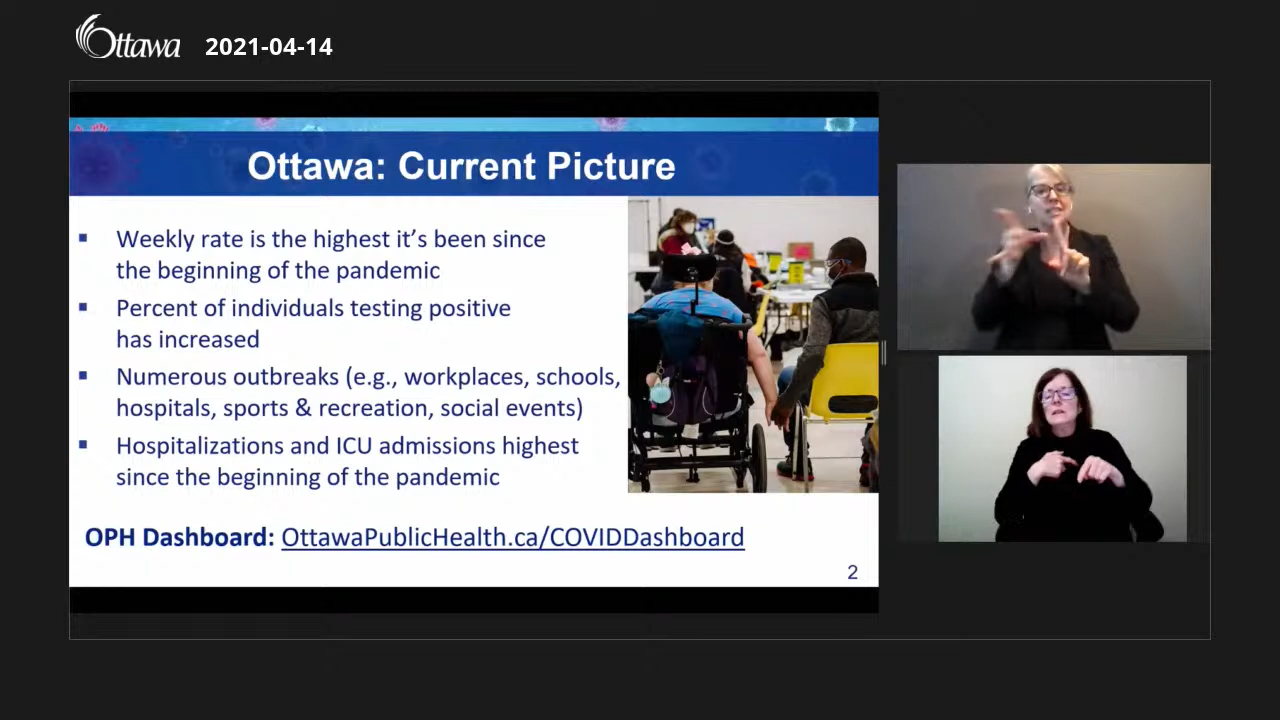 Ottawa 2021-04-14
Ottawa: Current Picture
▪ Weekly rate is the highest it’s been since
the beginning of the pandemic
▪ Percent of individuals testing positive
has increased
▪ Numerous outbreaks (e.g., workplaces, schools,
hospitals, sports & recreation, social events)
▪ Hospitalizations and ICU admissions highest
since the beginning of the pandemic
OPH Dashboard: OttawaPublicHealth.ca/COVIDDashboard
2